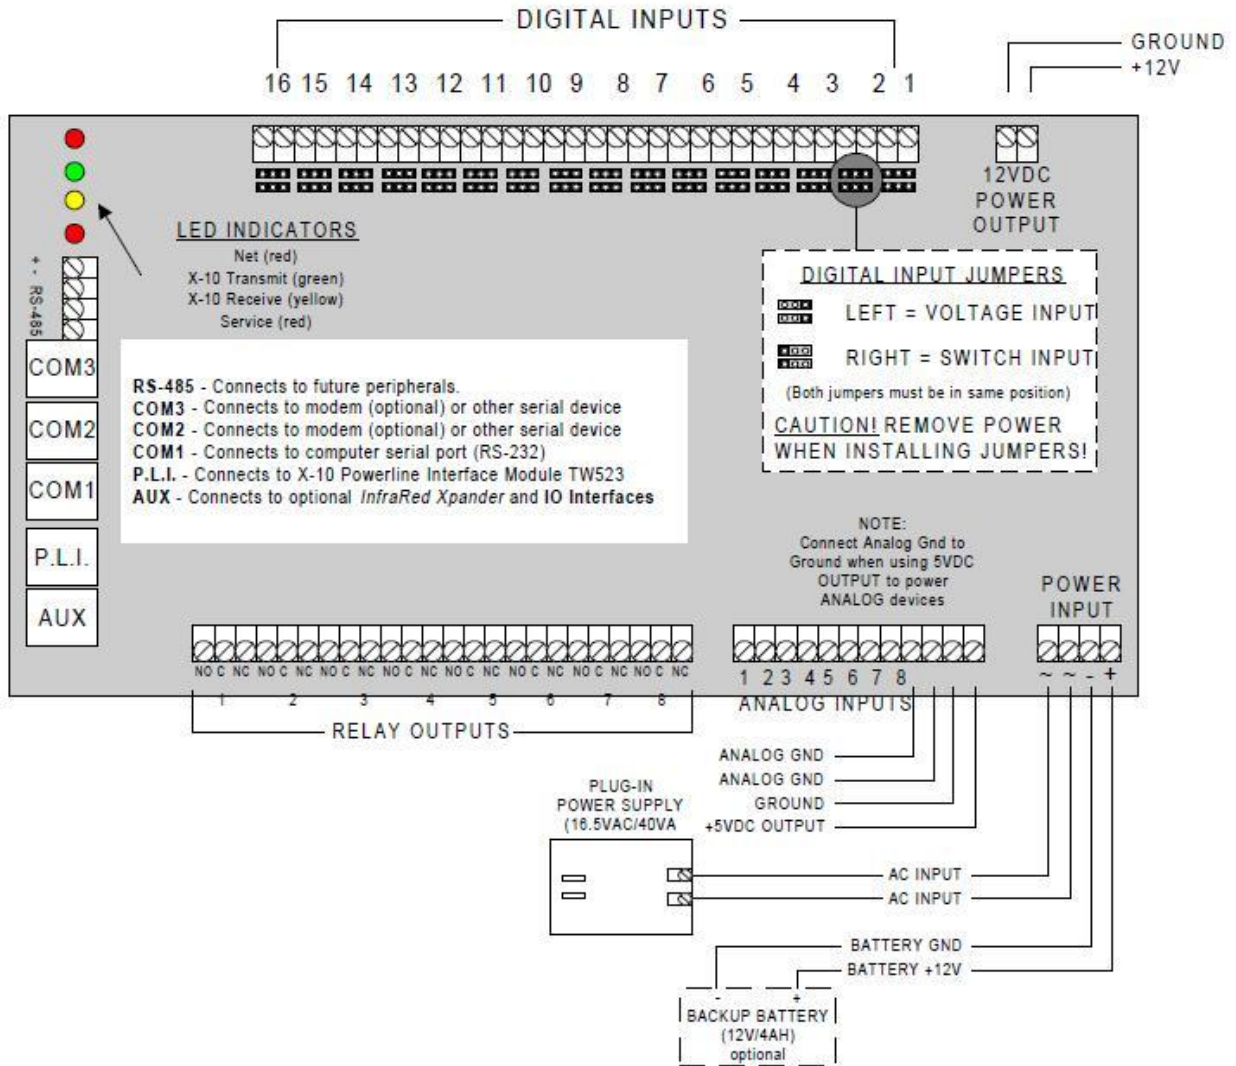 DIGITAL INPUTS
16 15 14 13 12 11 10 9 8 7 6 5 4 3 2 1
GROUND
+12V
12VDC
POWER
OUTPUT
LED INDICATORS
Net (red)
X-10 Transmit (green)
X-10 Receive (yellow)
Service (red)
+ - RS-485
COM3
COM2
COM1
P.L.I.
AUX
RS-485 - Connects to future peripherals.
COM3 - Connects to modem (optional) or other serial device
COM2 - Connects to modem (optional) or other serial device
COM1 - Connects to computer serial port (RS-232)
P.L.I. - Connects to X-10 Powerline Interface Module TW523
AUX - Connects to optional InfraRed Xpander and IO Interfaces
DIGITAL INPUT JUMPERS
LEFT = VOLTAGE INPUT
RIGHT = SWITCH INPUT
(Both jumpers must be in same position)
CAUTION! REMOVE POWER
WHEN INSTALLING JUMPERS!
NOTE:
Connect Analog Gnd to
Ground when using 5VDC
OUTPUT to power
ANALOG devices
POWER
INPUT
~ ~ - +
NO C NC NO C NC NO C NC NO C NC NO C NC NO C NC NO C NC NO C NC
1 2 3 4 5 6 7 8
RELAY OUTPUTS
1 2 3 4 5 6 7 8
ANALOG INPUTS
ANALOG GND
ANALOG GND
GROUND
+5VDC OUTPUT
PLUG-IN
POWER SUPPLY
(16.5VAC/40VA
AC INPUT
AC INPUT
BATTERY GND
BATTERY +12V
- +
BACKUP BATTERY
(12V/4AH)
optional